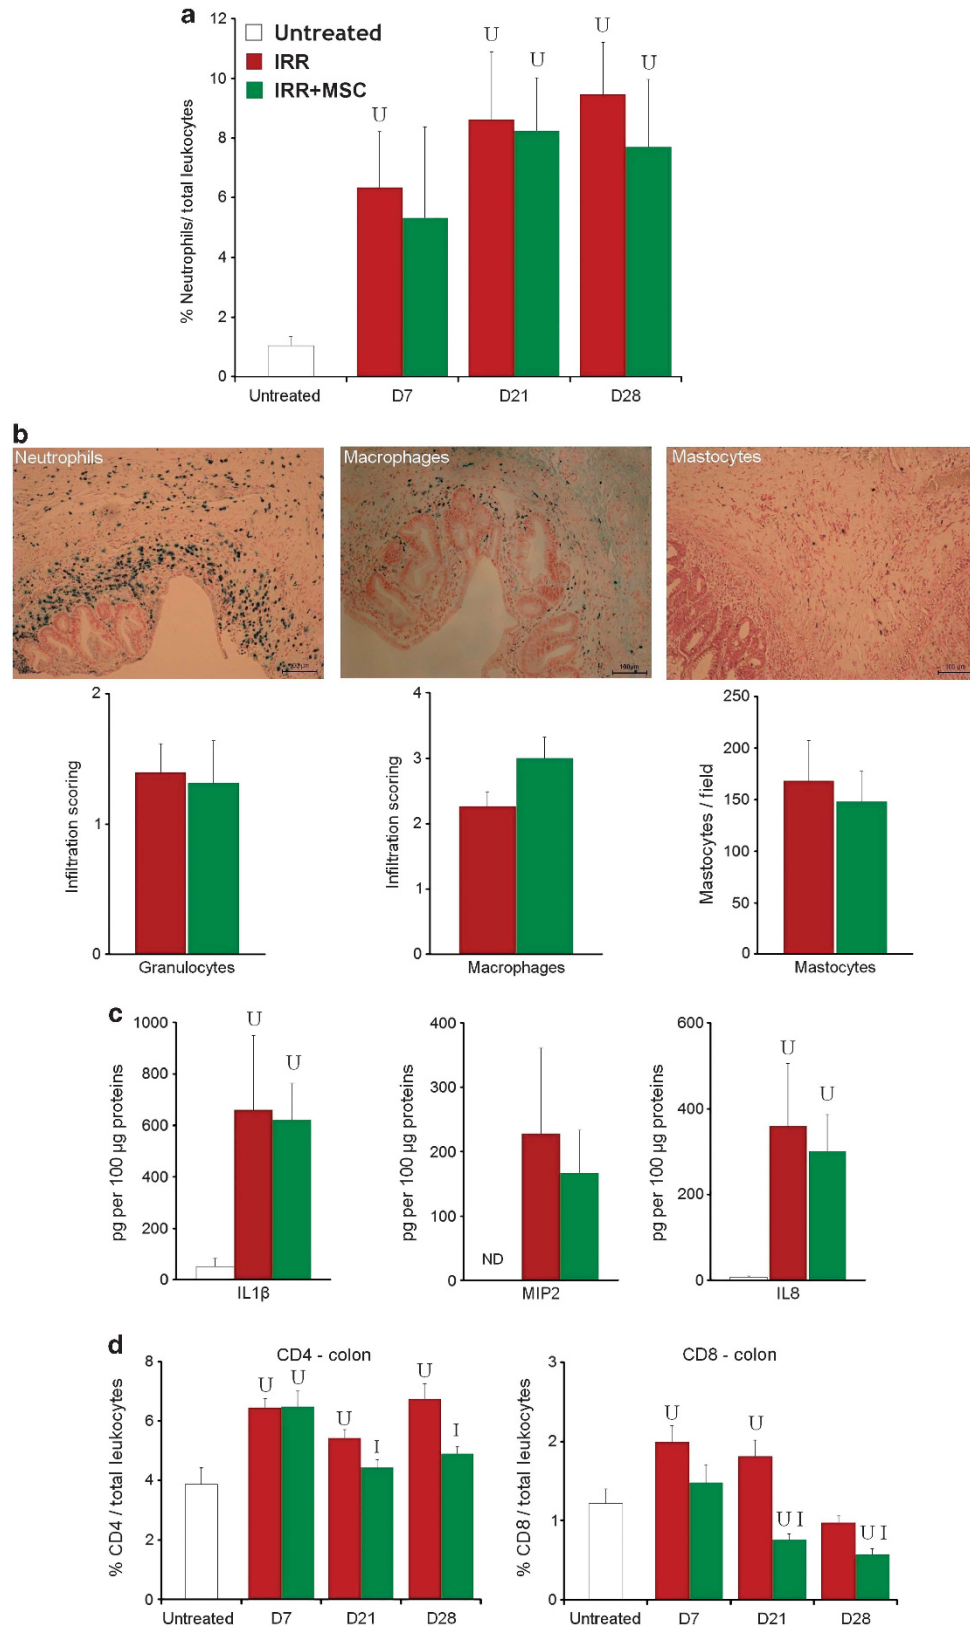 a
12
10
8
6
4
2
0
% Neutrophils/ total leukocytes
Untreated
IRR
IRR+MSC
U
U
U
U
U
Untreated
D7
D21
D28
b
Neutrophils
100 µm
Macrophages
100µm
Mastocytes
100 µm
2
1
0
Infiltration scoring
Granulocytes
4
3
2
1
0
Infiltration scoring
Macrophages
250
200
150
100
50
0
Mastocytes / field
Mastocytes
c
1000
800
600
400
200
0
pg per 100 µg proteins
U
U
IL1β
400
300
200
100
0
pg per 100 µg proteins
ND
MIP2
600
400
200
0
pg per 100 µg proteins
U
U
IL8
d
CD4 - colon
8
6
4
2
0
% CD4 / total leukocytes
U
U
U
I
U
I
Untreated
D7
D21
D28
CD8 - colon
3
2
1
0
% CD8 / total leukocytes
U
U
U I
U I
Untreated
D7
D21
D28